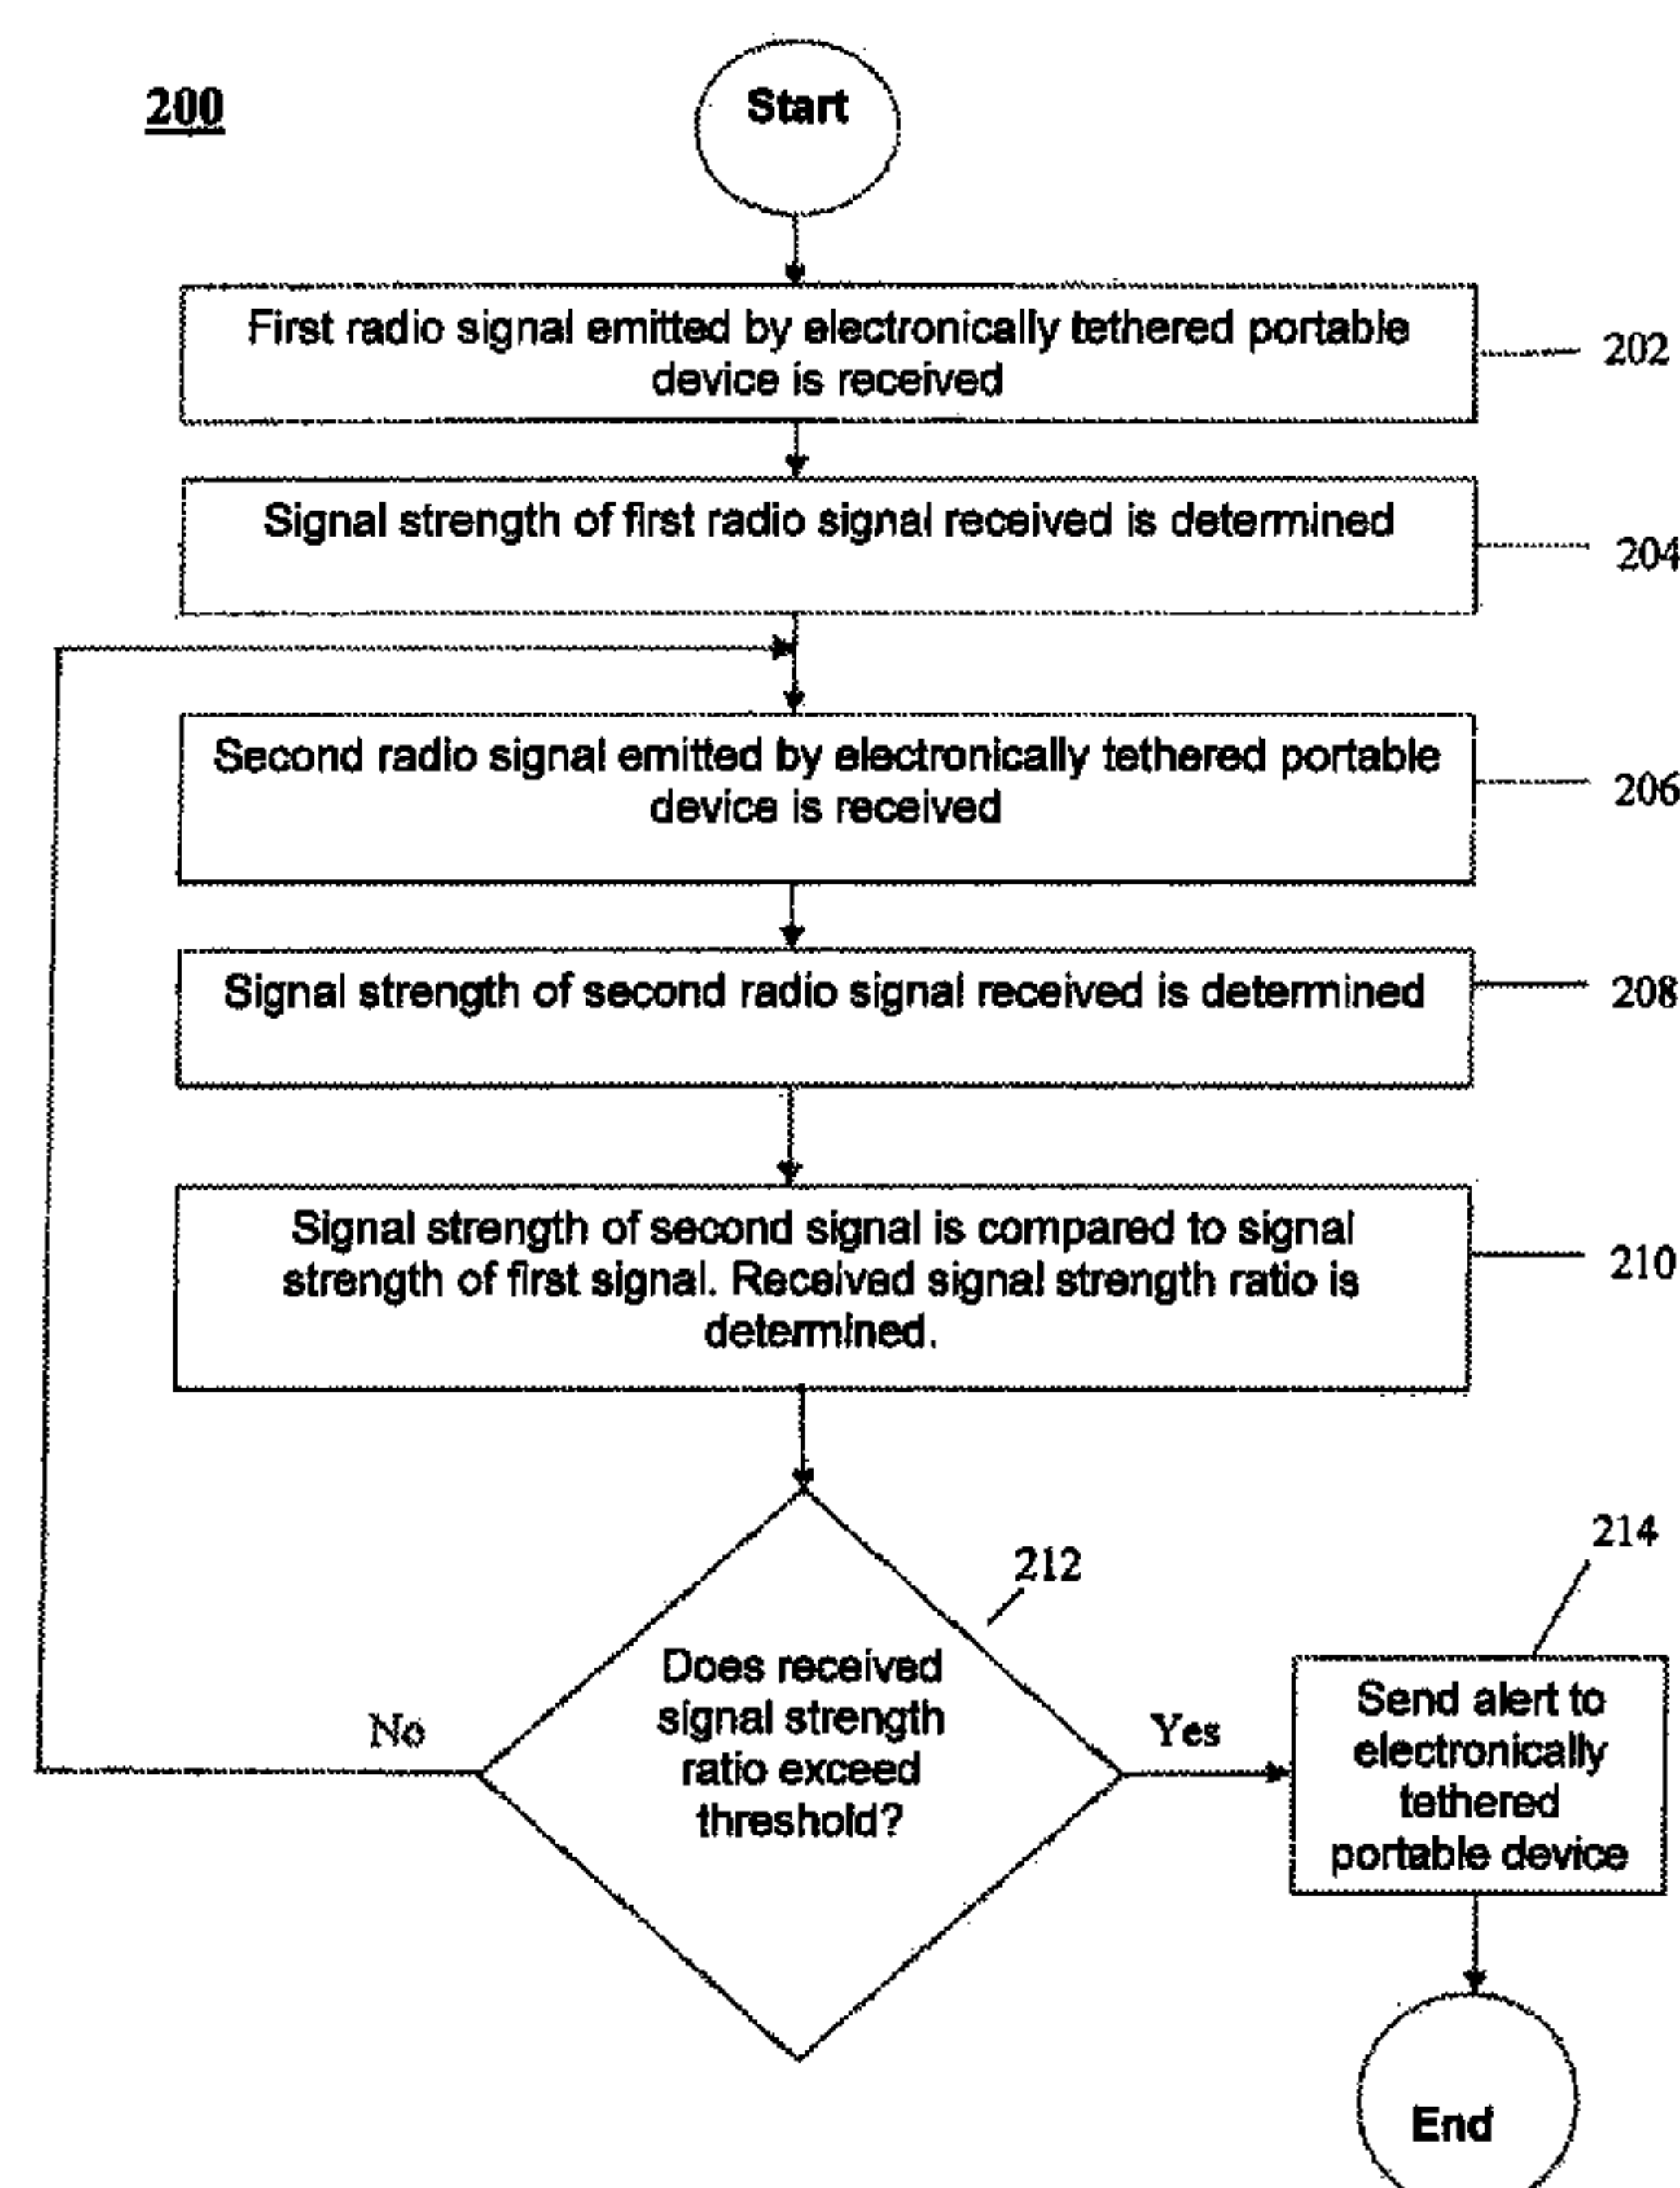 200
Start
First radio signal emitted by electronically tethered portable
device is received
202
Signal strength of first radio signal received is determined
204
Second radio signal emitted by electronically tethered portable
device is received
206
Signal strength of second radio signal received is determined
208
Signal strength of second signal is compared to signal
strength of first signal. Received signal strength ratio is
determined.
210
212
Does received
signal strength
ratio exceed
threshold?
No
Yes
214
Send alert to
electronically
tethered
portable device
End